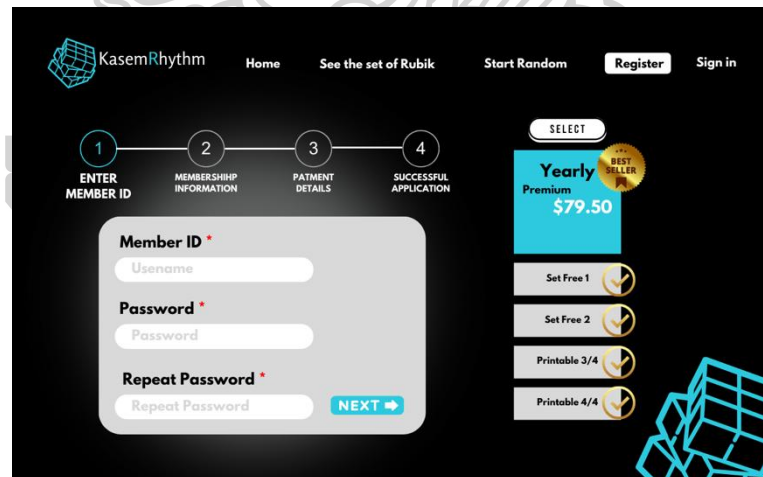 KasemRhythm
Home
See the set of Rubik
Start Random
Register
Sign in
1
2
3
4
ENTER
MEMBER ID
MEMBERSHIHP
INFORMATION
PATMENT
DETAILS
SUCCESSFUL
APPLICATION
Member ID *
Usename
Password *
Password
Repeat Password *
Repeat Password
NEXT
SELECT
Yearly
Premium
$79.50
BEST
SELLER
Set Free 1
Set Free 2
Printable 3/4
Printable 4/4